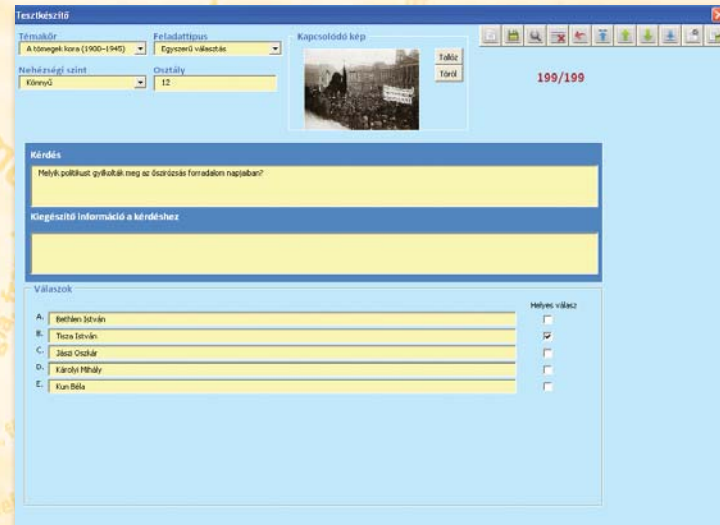 Tesztkészítő
Témakör
Feladattípus
Kapcsolódó kép
A tömegek kora (1900–1945)
Egyszerű választás
Nehézségi szint
Osztály
Könnyű
12
Tallóz
Töröl
199/199
Kérdés
Melyik politikust gyilkolták meg az őszirózsás forradalom napjaiban?
Kiegészítő információ a kérdéshez
Válaszok
Helyes válasz
A. Bethlen István
B. Tisza István
C. Jászi Oszkár
D. Károlyi Mihály
E. Kun Béla